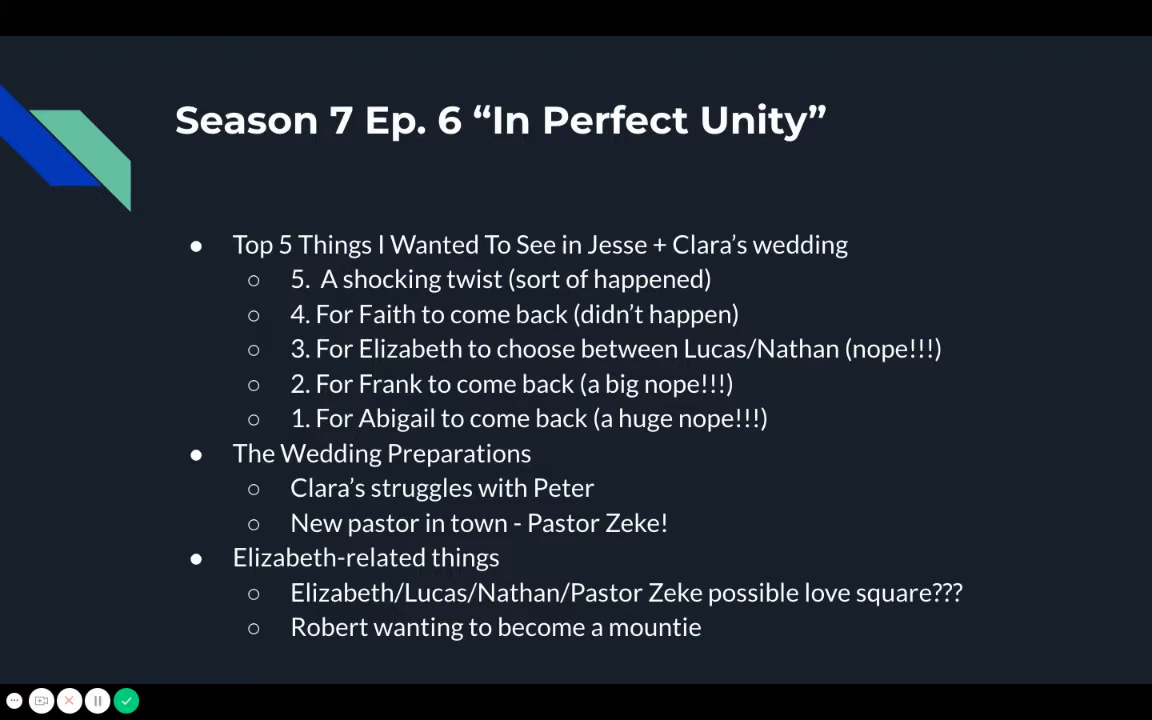 Season 7 Ep. 6 “In Perfect Unity”
● Top 5 Things I Wanted To See in Jesse + Clara’s wedding
○ 5.  A shocking twist (sort of happened)
○ 4. For Faith to come back (didn’t happen)
○ 3. For Elizabeth to choose between Lucas/Nathan (nope!!!)
○ 2. For Frank to come back (a big nope!!!)
○ 1. For Abigail to come back (a huge nope!!!)
● The Wedding Preparations
○ Clara’s struggles with Peter
○ New pastor in town - Pastor Zeke!
● Elizabeth-related things
○ Elizabeth/Lucas/Nathan/Pastor Zeke possible love square???
○ Robert wanting to become a mountie